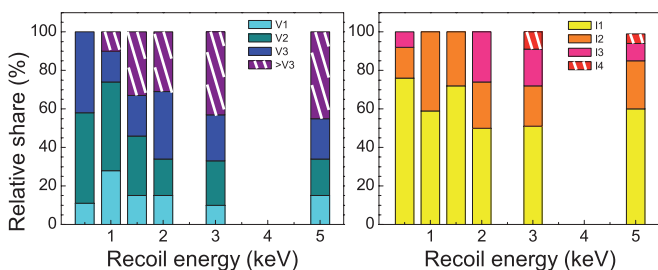 Relative share (%)
100
80
60
40
20
0
1 2 3 4 5
Recoil energy (keV)
V1
V2
V3
>V3
100
80
60
40
20
0
1 2 3 4 5
Recoil energy (keV)
I1
I2
I3
I4